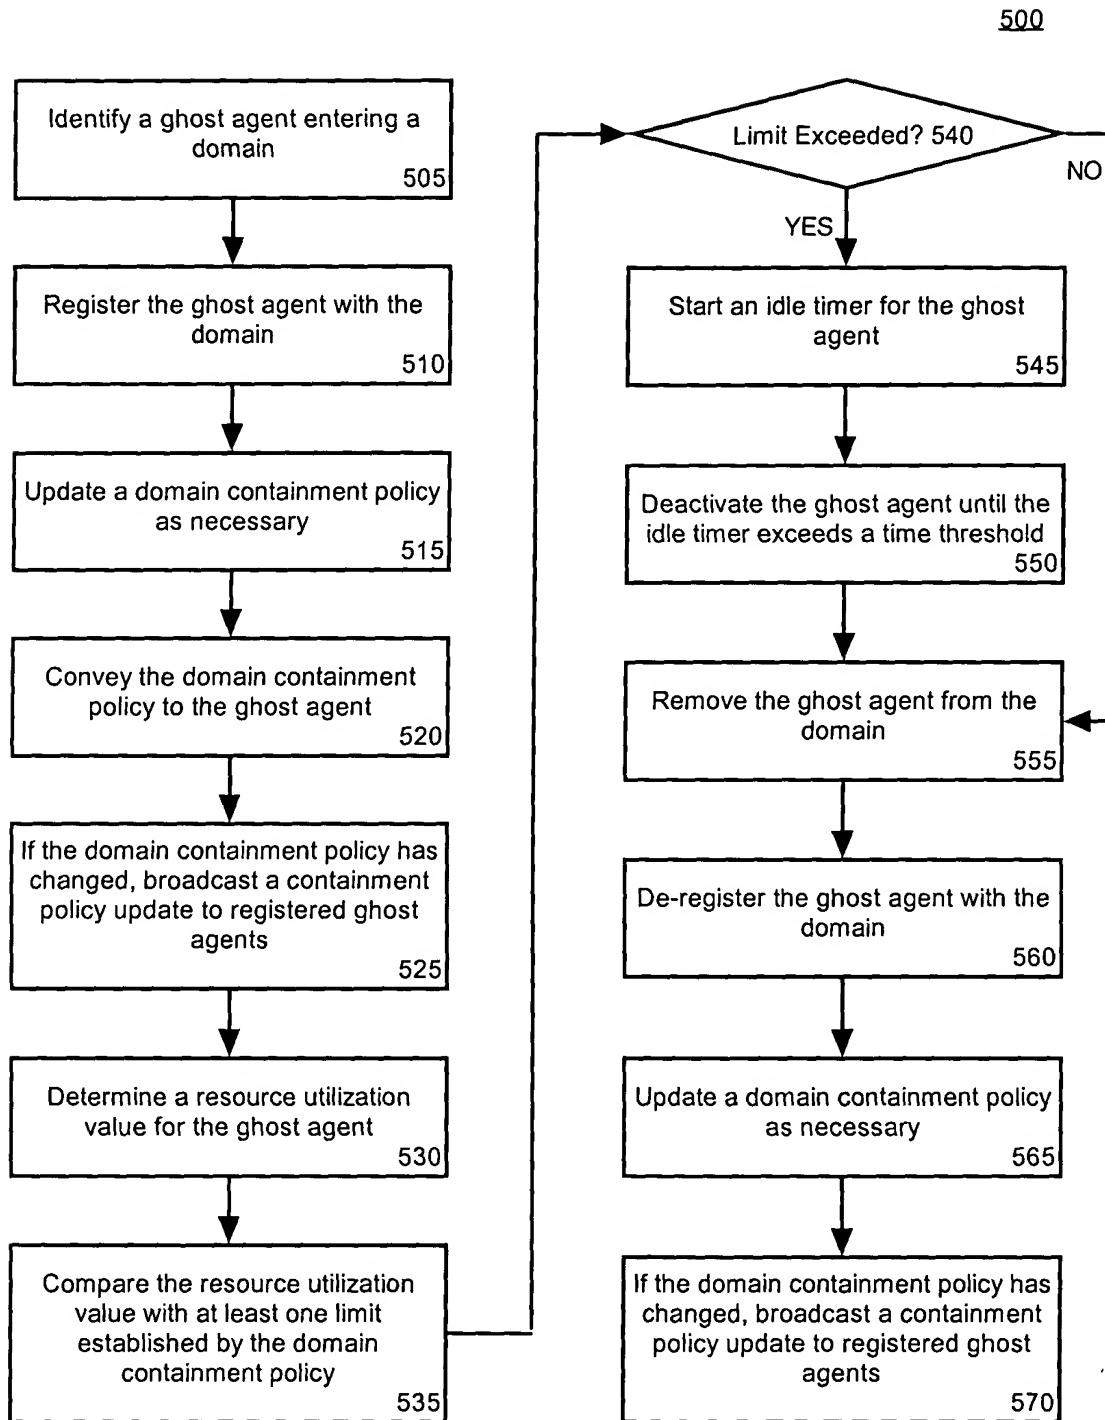 500
Identify a ghost agent entering a
domain
505
Register the ghost agent with the
domain
510
Update a domain containment policy
as necessary
515
Convey the domain containment
policy to the ghost agent
520
If the domain containment policy has
changed, broadcast a containment
policy update to registered ghost
agents
525
Determine a resource utilization
value for the ghost agent
530
Compare the resource utilization
value with at least one limit
established by the domain
containment policy
535
Limit Exceeded? 540
NO
YES
Start an idle timer for the ghost
agent
545
Deactivate the ghost agent until the
idle timer exceeds a time threshold
550
Remove the ghost agent from the
domain
555
De-register the ghost agent with the
domain
560
Update a domain containment policy
as necessary
565
If the domain containment policy has
changed, broadcast a containment
policy update to registered ghost
agents
570